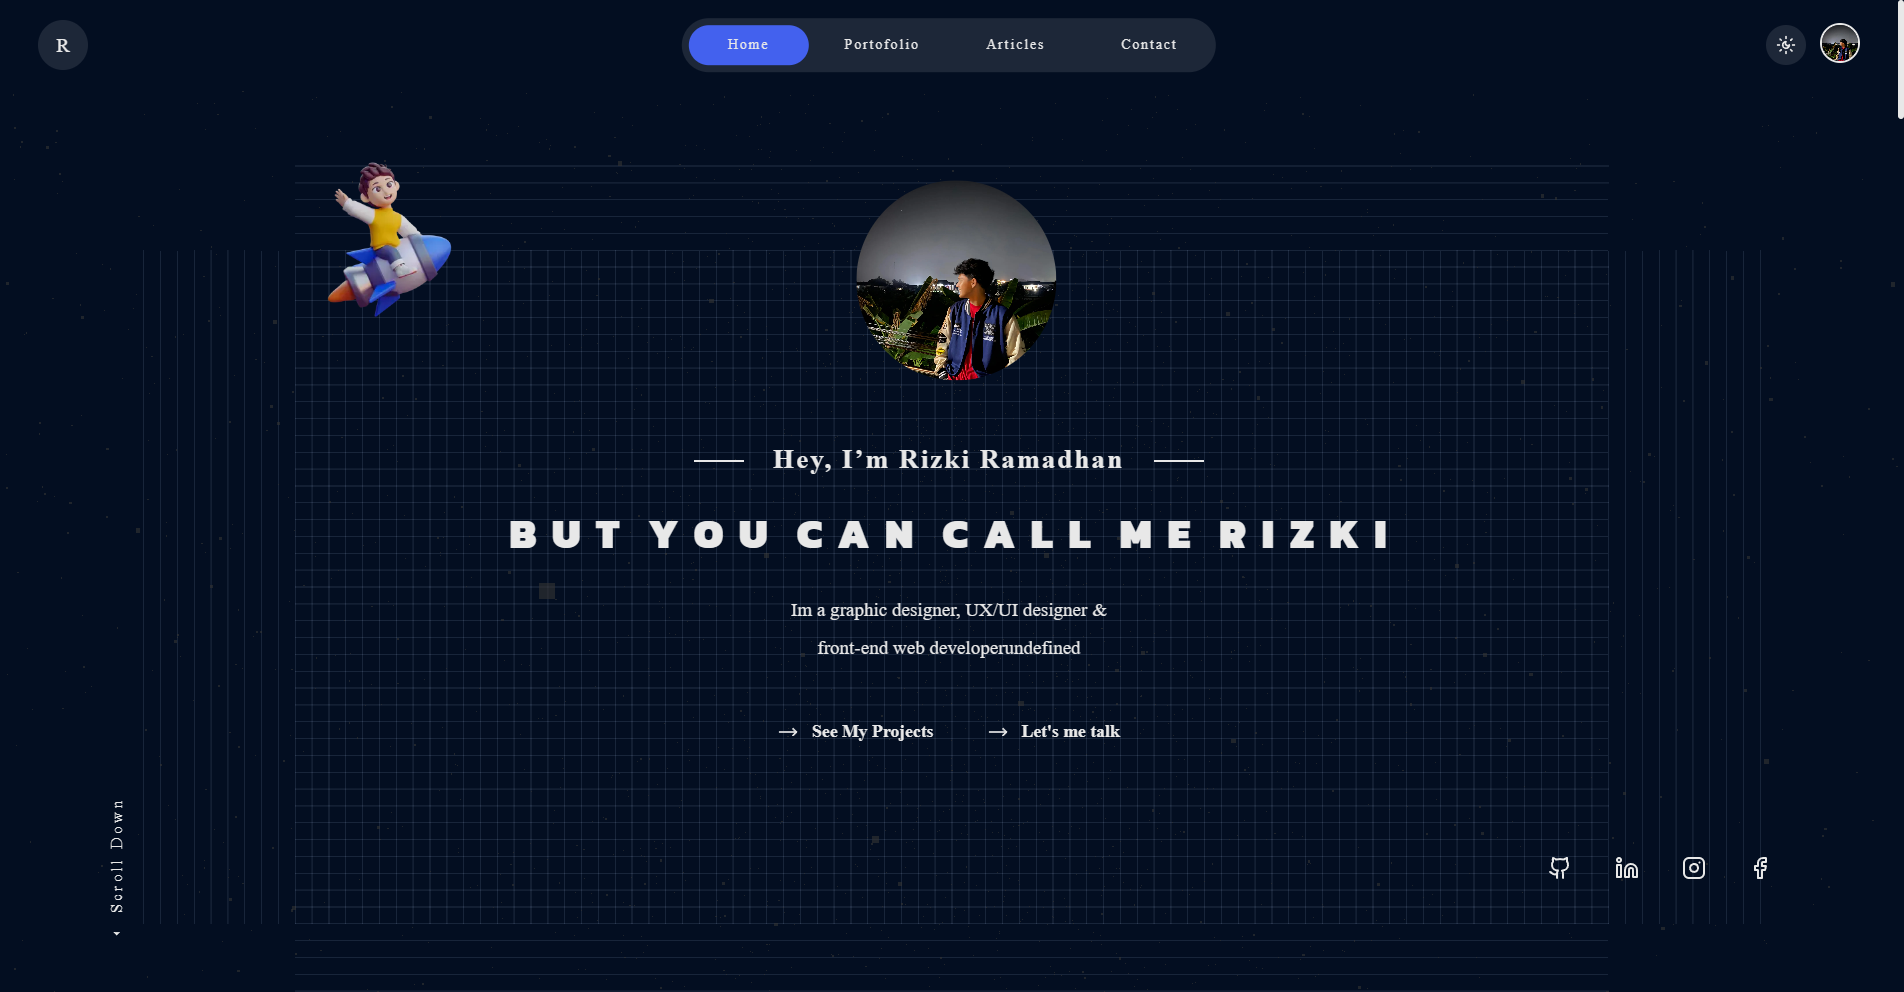 R
Home
Portofolio
Articles
Contact
Hey, I’m Rizki Ramadhan
BUT YOU CAN CALL ME RIZKI
Im a graphic designer, UX/UI designer &
front-end web developerundefined
See My Projects
Let's me talk
Scroll Down